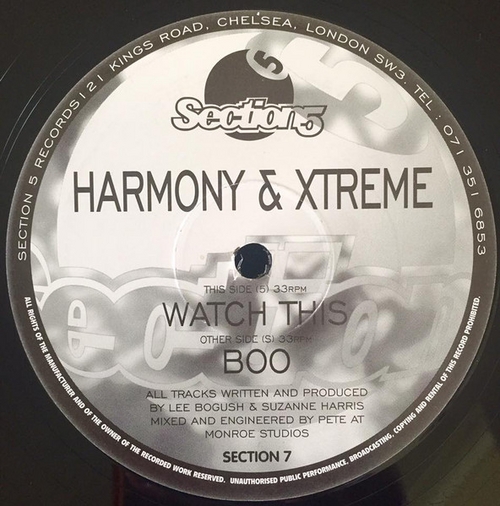 SECTION 5 RECORDS 121 KINGS ROAD, CHELSEA, LONDON SW3, TEL: 071 351 6853
5
Section5
HARMONY & XTREME
THIS SIDE (5) 33RPM
WATCH THIS
OTHER SIDE (S) 33RPM
BOO
ALL TRACKS WRITTEN AND PRODUCED
BY LEE BOGUSH & SUZANNE HARRIS
MIXED AND ENGINEERED BY PETE AT
MONROE STUDIOS
SECTION 7
ALL RIGHTS OF THE MANUFACTURER AND OF THE OWNER OF THE RECORDED WORK RESERVED. UNAUTHORISED PUBLIC PERFORMANCE, BROADCASTING, COPYING AND RENTAL OF THIS RECORD PROHIBITED.